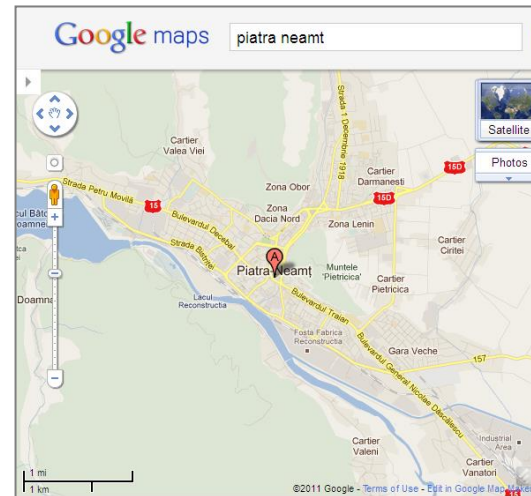 Google maps
piatra neamt
Satellite
Photos
Strada 1 Decembrie 1918
Cartier
Valea Viei
15D
Cartier
Darmanesti
15D
Strada Petru Movilă
15
Zona Obor
Zona
Dacia Nord
Zona Lenin
Bulevardul Decebal
Strada Bistriței
Cartier
Ciritei
A
Piatra-Neamț
Muntele
'Pietricica'
Cartier
Pietricica
Doamna
Lacul
Reconstructia
Bulevardul Traian
Fosta Fabrica
Reconstructia
Gara Veche
157
Bulevardul General Nicolae Dăscălescu
Cartier
Valeni
Industrial
Area
Cartier
Vanatori
1 mi
1 km
©2011 Google - Terms of Use - Edit in Google Map Maker